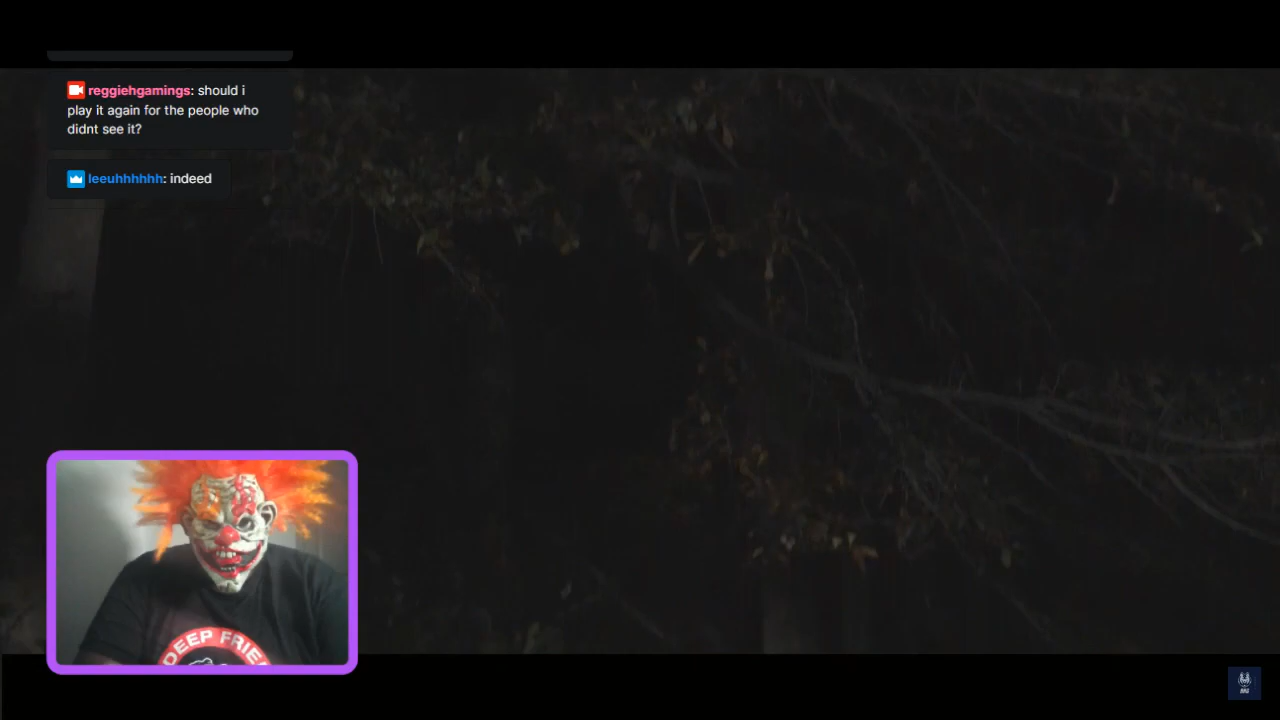 reggiehgamings: should i
play it again for the people who
didnt see it?
leeuhhhhhh: indeed
DEEP FRIE